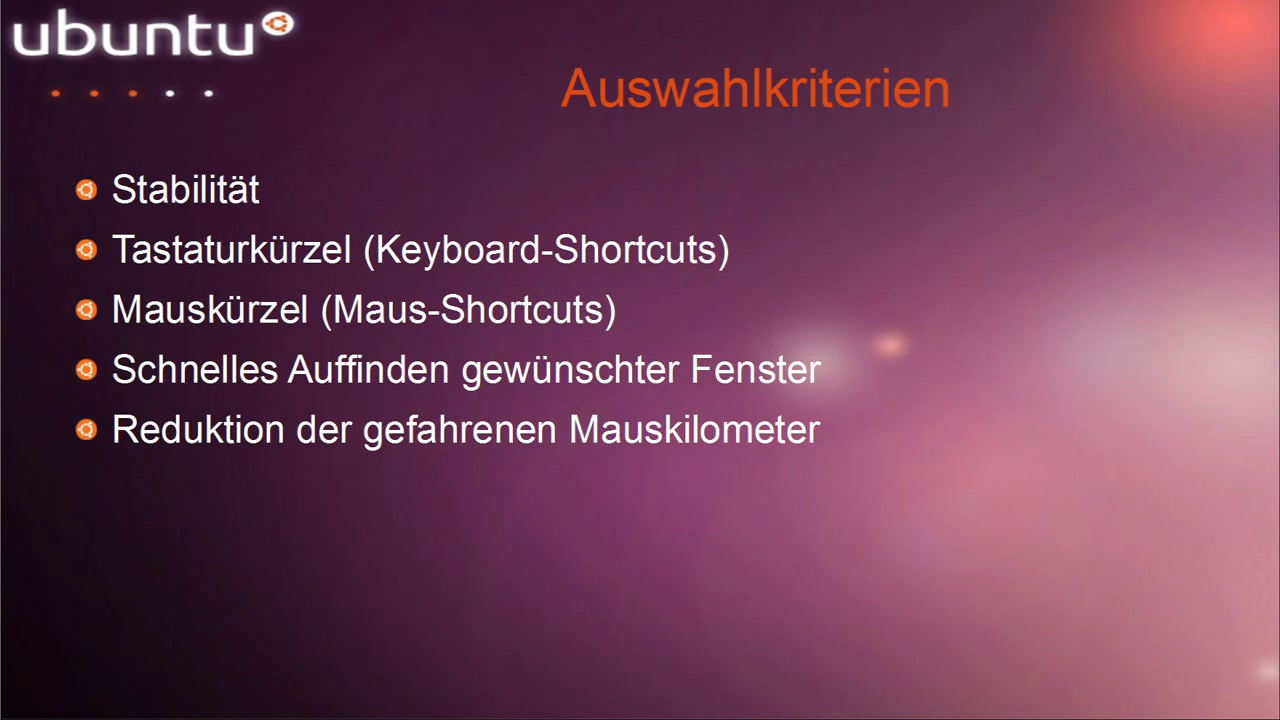 ubuntu
Auswahlkriterien
Stabilität
Tastaturkürzel (Keyboard-Shortcuts)
Mauskürzel (Maus-Shortcuts)
Schnelles Auffinden gewünschter Fenster
Reduktion der gefahrenen Mauskilometer